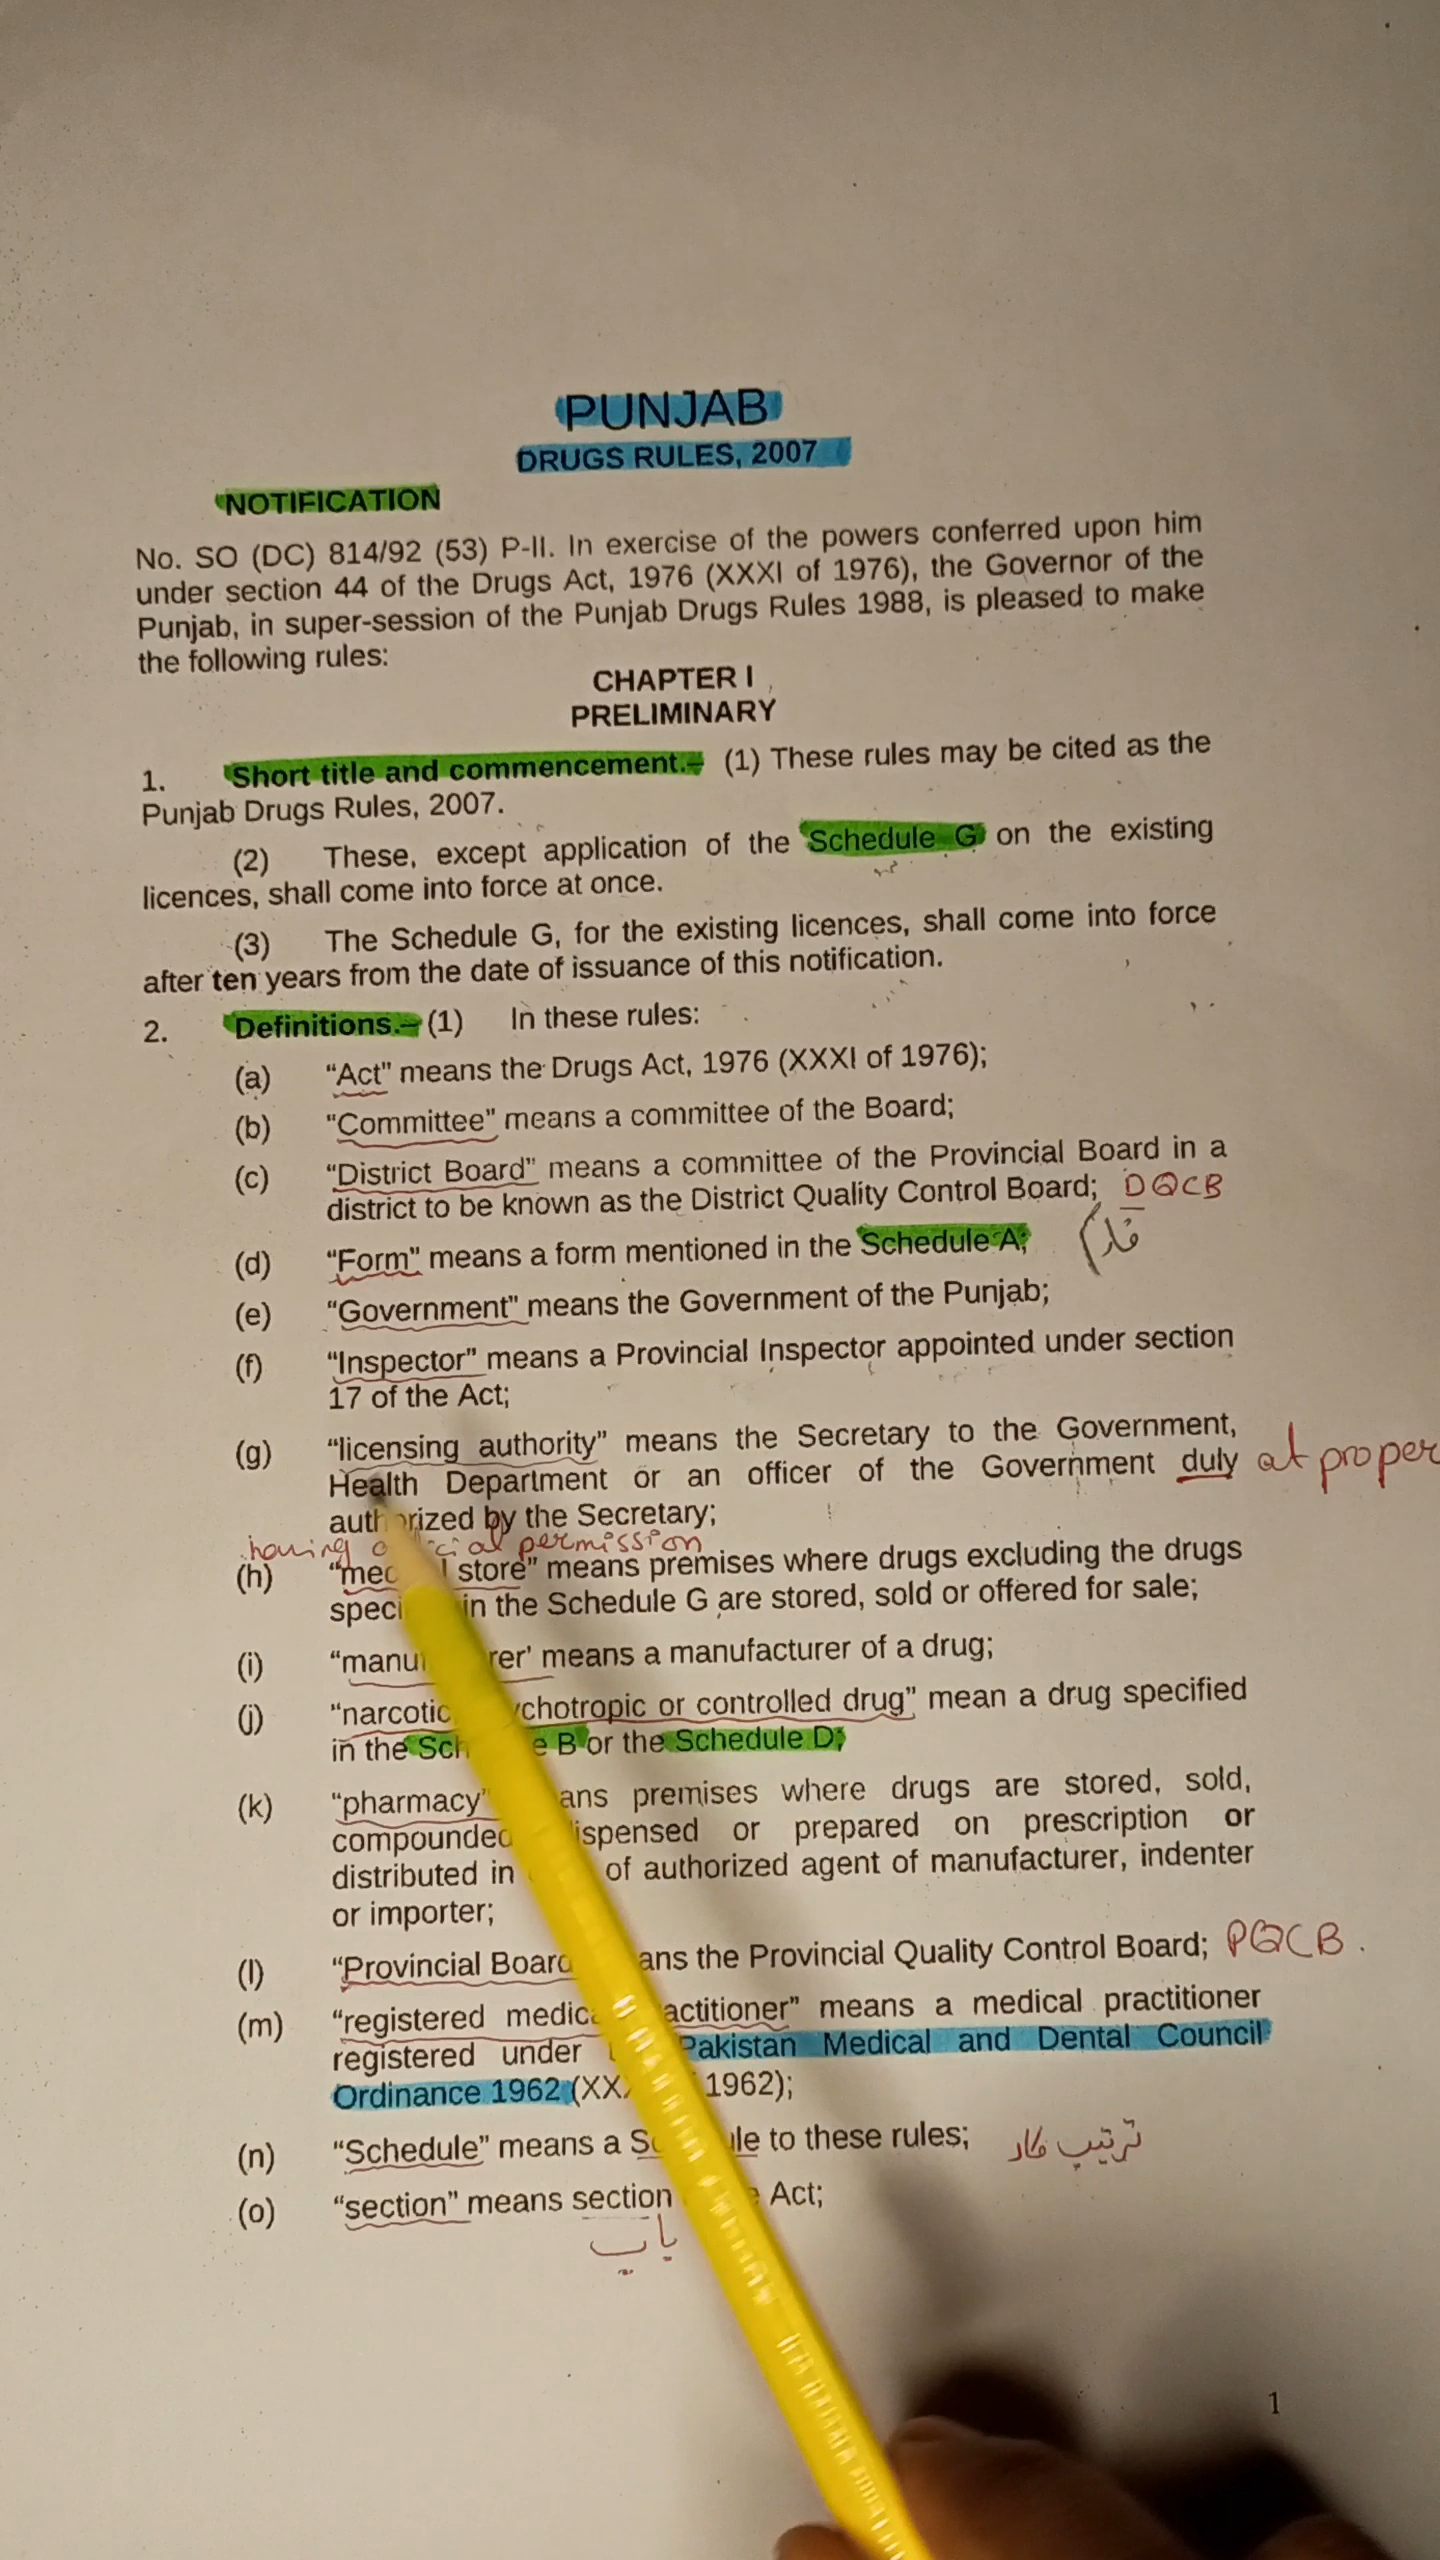 PUNJAB
DRUGS RULES, 2007
NOTIFICATION
No. SO (DC) 814/92 (53) P-II. In exercise of the powers conferred upon him
under section 44 of the Drugs Act, 1976 (XXXI of 1976), the Governor of the
Punjab, in super-session of the Punjab Drugs Rules 1988, is pleased to make
the following rules:
CHAPTER I
PRELIMINARY
1. Short title and commencement.– (1) These rules may be cited as the
Punjab Drugs Rules, 2007.
(2) These, except application of the Schedule G on the existing
licences, shall come into force at once.
(3) The Schedule G, for the existing licences, shall come into force
after ten years from the date of issuance of this notification.
2. Definitions.– (1) In these rules:
(a) “Act” means the Drugs Act, 1976 (XXXI of 1976);
(b) “Committee” means a committee of the Board;
(c) “District Board” means a committee of the Provincial Board in a
district to be known as the District Quality Control Board; DQCB
(d) “Form” means a form mentioned in the Schedule A; فارم
(e) “Government” means the Government of the Punjab;
(f) “Inspector” means a Provincial Inspector appointed under section
17 of the Act;
(g) “licensing authority” means the Secretary to the Government,
Health Department or an officer of the Government duly at proper
authorized by the Secretary;
having permission
(h) store” means premises where drugs excluding the drugs
in the Schedule G are stored, sold or offered for sale;
(i) means a manufacturer of a drug;
(j) “narcotic or controlled drug” mean a drug specified
in the B or the Schedule D;
(k) “pharmacy” premises where drugs are stored, sold,
or prepared on prescription or
distributed in of authorized agent of manufacturer, indenter
or importer;
(l) “Provincial Board the Provincial Quality Control Board; PQCB.
(m) “registered means a medical practitioner
registered under Pakistan Medical and Dental Council
Ordinance 1962 1962);
(n) “Schedule” means a to these rules; ترتیب کار
(o) “section” means section Act;
باب
1